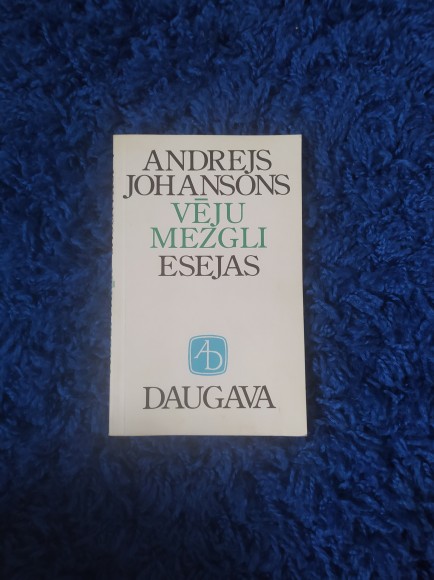 ANDREJS
JOHANSONS
VĒJU
MEZGLI
ESEJAS
AD
DAUGAVA